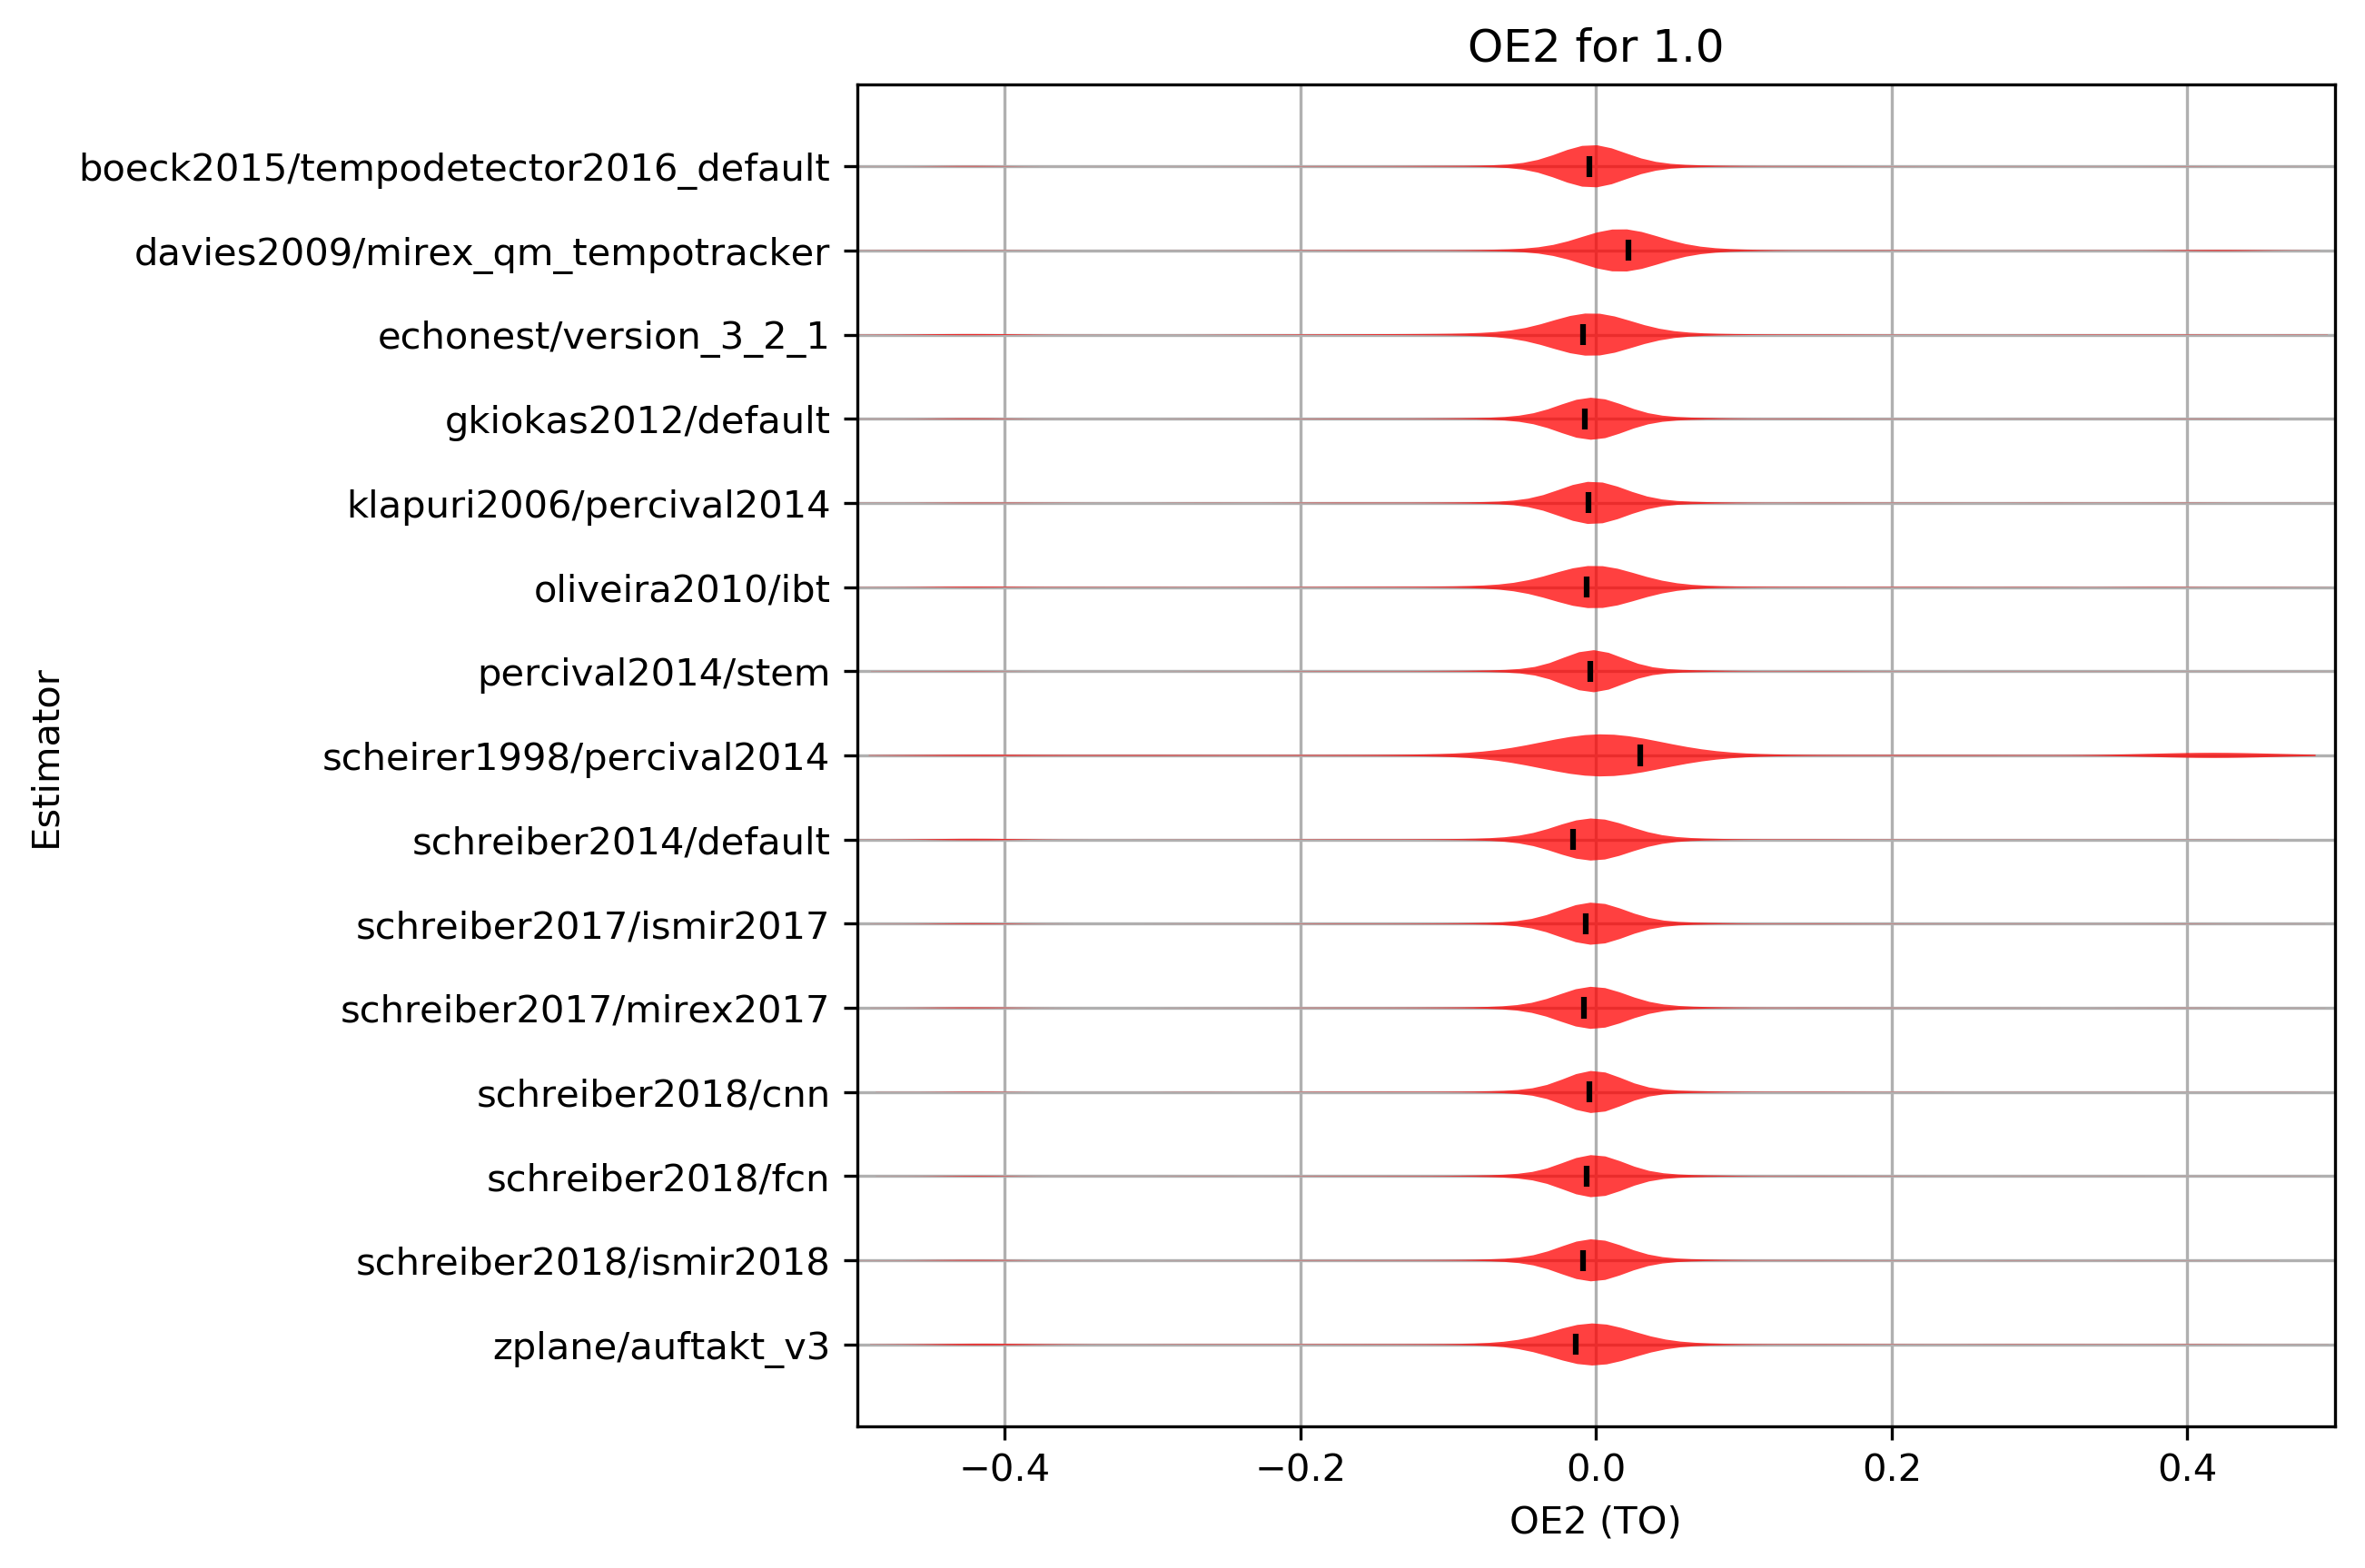 OE2 for 1.0
boeck2015/tempodetector2016_default
davies2009/mirex_qm_tempotracker
echonest/version_3_2_1
gkiokas2012/default
klapuri2006/percival2014
oliveira2010/ibt
percival2014/stem
scheirer1998/percival2014
schreiber2014/default
schreiber2017/ismir2017
schreiber2017/mirex2017
schreiber2018/cnn
schreiber2018/fcn
schreiber2018/ismir2018
zplane/auftakt_v3
Estimator
−0.4 −0.2 0.0 0.2 0.4
OE2 (TO)